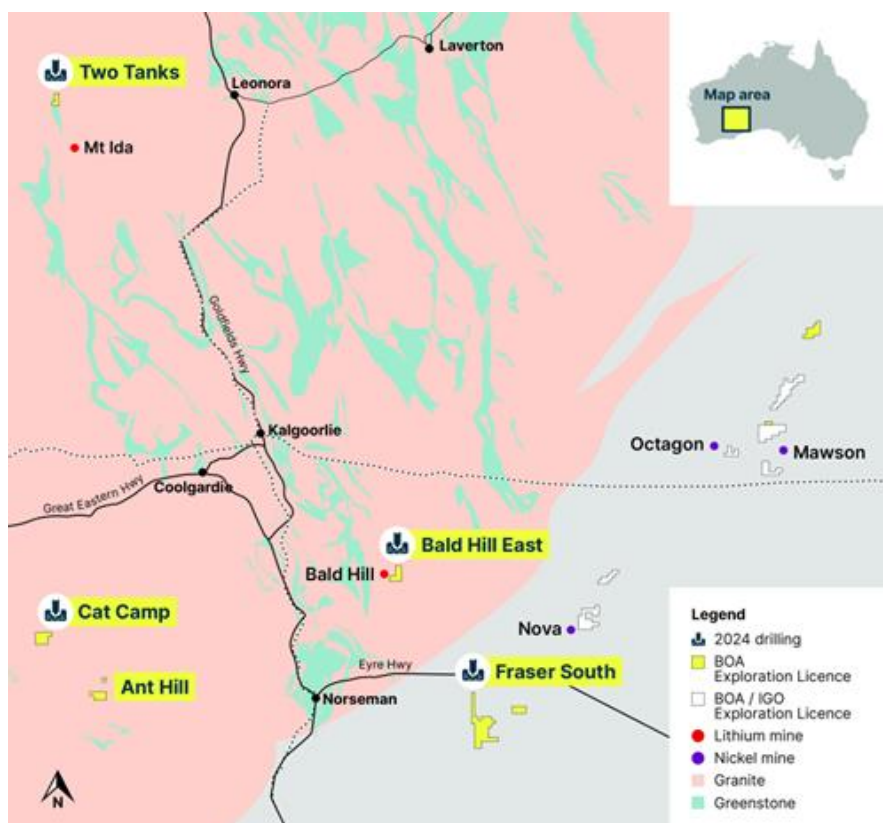 Two Tanks
Laverton
Leonora
Mt Ida
Map area
Goldfields Hwy
Kalgoorlie
Octagon
Mawson
Coolgardie
Great Eastern Hwy
Bald Hill East
Bald Hill
Cat Camp
Nova
Ant Hill
Eyre Hwy
Fraser South
Norseman
N
Legend
2024 drilling
BOA
Exploration Licence
BOA / IGO
Exploration Licence
Lithium mine
Nickel mine
Granite
Greenstone